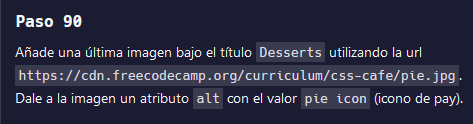 Paso 90
Añade una última imagen bajo el título Desserts utilizando la url
https://cdn.freecodecamp.org/curriculum/css-cafe/pie.jpg.
Dale a la imagen un atributo alt con el valor pie icon (icono de pay).